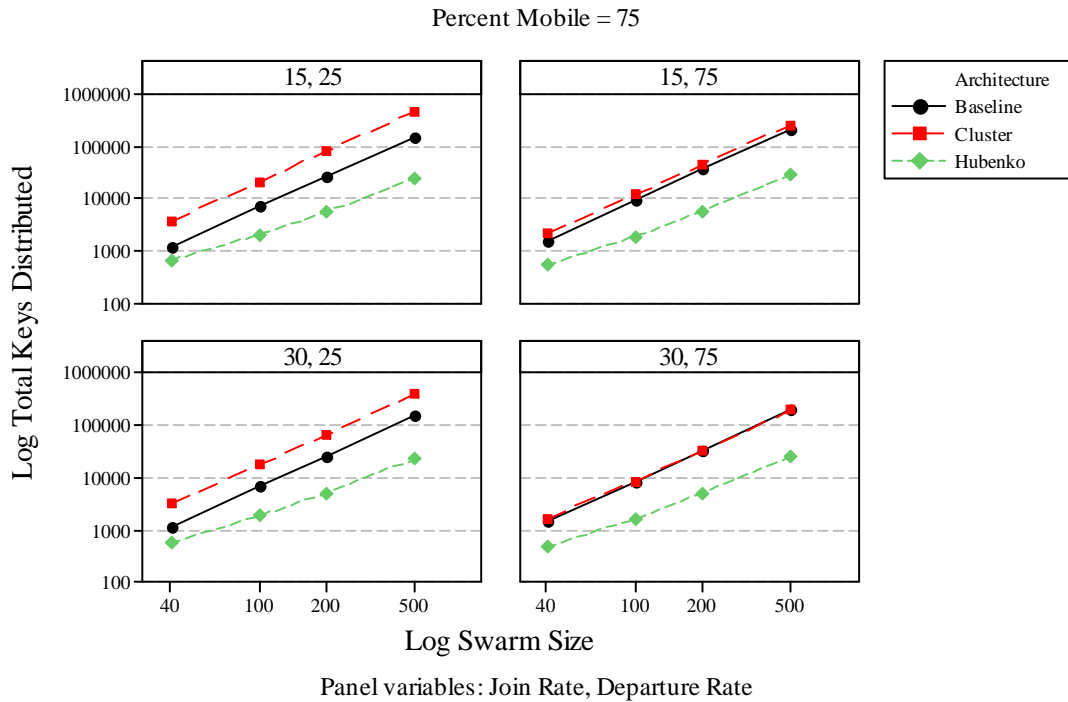 Percent Mobile = 75
15, 25
15, 75
Architecture
Baseline
Cluster
Hubenko
1000000
100000
10000
1000
100
30, 25
30, 75
1000000
100000
10000
1000
100
40
100
200
500
40
100
200
500
Log Total Keys Distributed
Log Swarm Size
Panel variables: Join Rate, Departure Rate